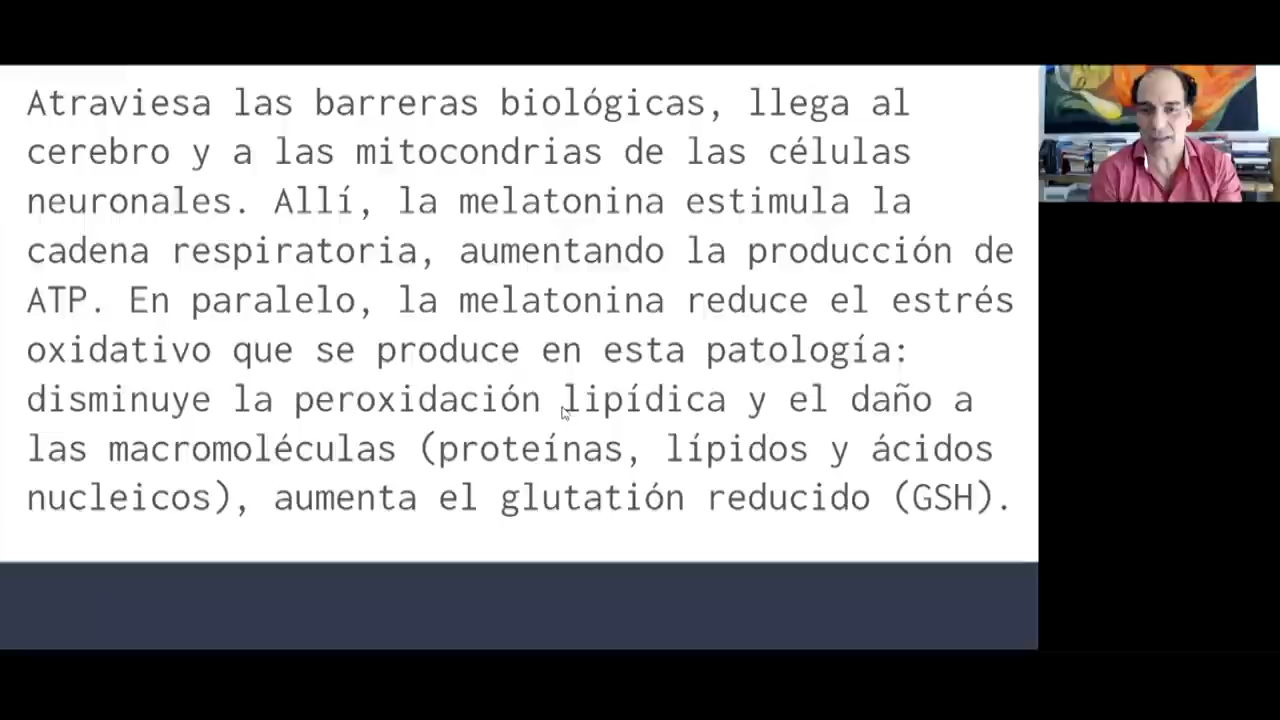 Atraviesa las barreras biológicas, llega al
cerebro y a las mitocondrias de las células
neuronales. Allí, la melatonina estimula la
cadena respiratoria, aumentando la producción de
ATP. En paralelo, la melatonina reduce el estrés
oxidativo que se produce en esta patología:
disminuye la peroxidación lipídica y el daño a
las macromoléculas (proteínas, lípidos y ácidos
nucleicos), aumenta el glutatión reducido (GSH).